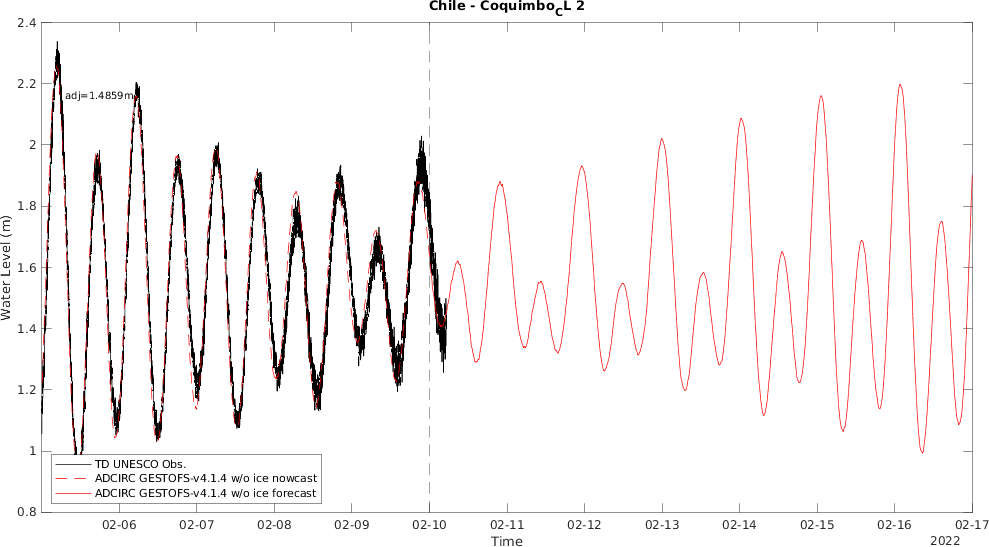 Chile - Coquimbo_CL 2
2.4
2.2
2
1.8
1.6
1.4
1.2
1
0.8
Water Level (m)
adj=1.4859m
TD UNESCO Obs.
ADCIRC GESTOFS-v4.1.4 w/o ice nowcast
ADCIRC GESTOFS-v4.1.4 w/o ice forecast
02-06 02-07 02-08 02-09 02-10 02-11 02-12 02-13 02-14 02-15 02-16 02-17
Time
2022